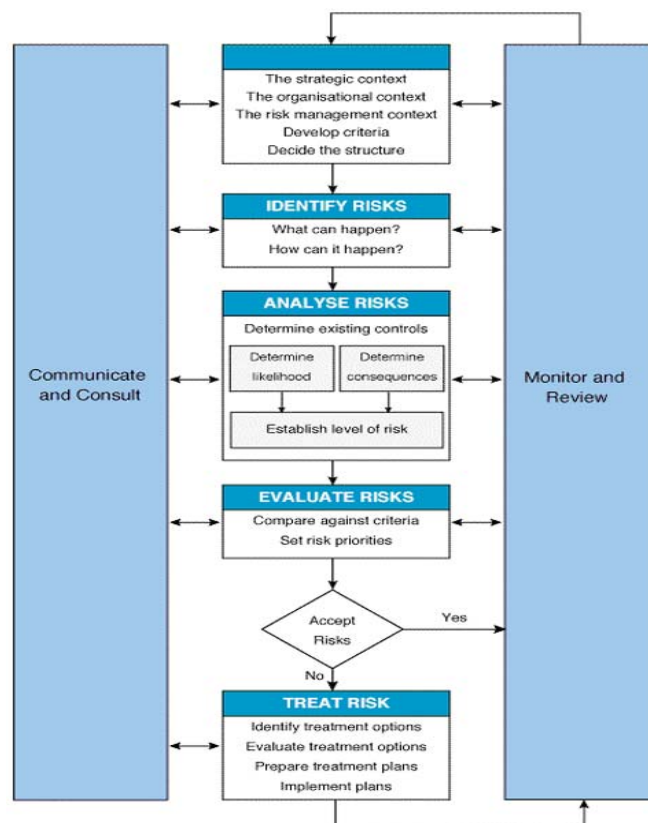 The strategic context
The organisational context
The risk management context
Develop criteria
Decide the structure
IDENTIFY RISKS
What can happen?
How can it happen?
ANALYSE RISKS
Determine existing controls
Determine
likelihood
Determine
consequences
Establish level of risk
Communicate
and Consult
Monitor and
Review
EVALUATE RISKS
Compare against criteria
Set risk priorities
Accept
Risks
Yes
No
TREAT RISK
Identify treatment options
Evaluate treatment options
Prepare treatment plans
Implement plans